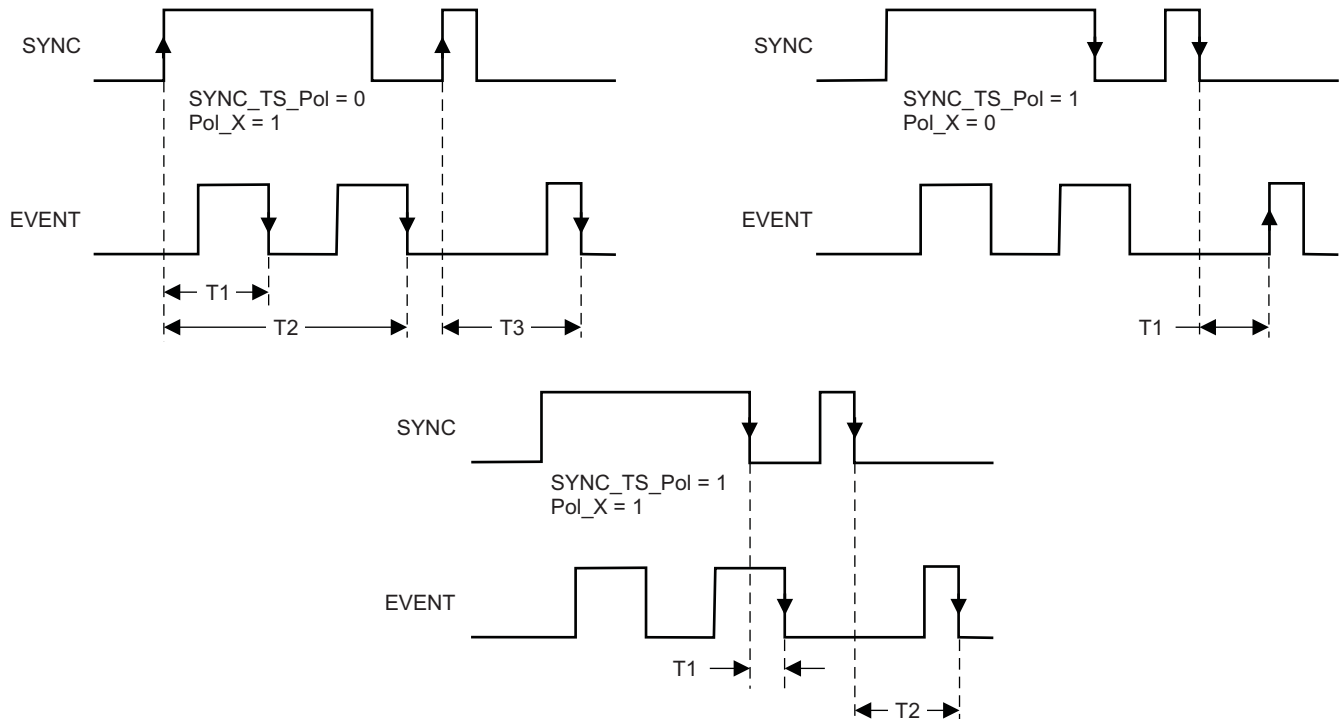 SYNC
SYNC_TS_Pol = 0
Pol_X = 1
EVENT
T1
T2
T3
SYNC
SYNC_TS_Pol = 1
Pol_X = 0
EVENT
T1
SYNC
SYNC_TS_Pol = 1
Pol_X = 1
EVENT
T1
T2